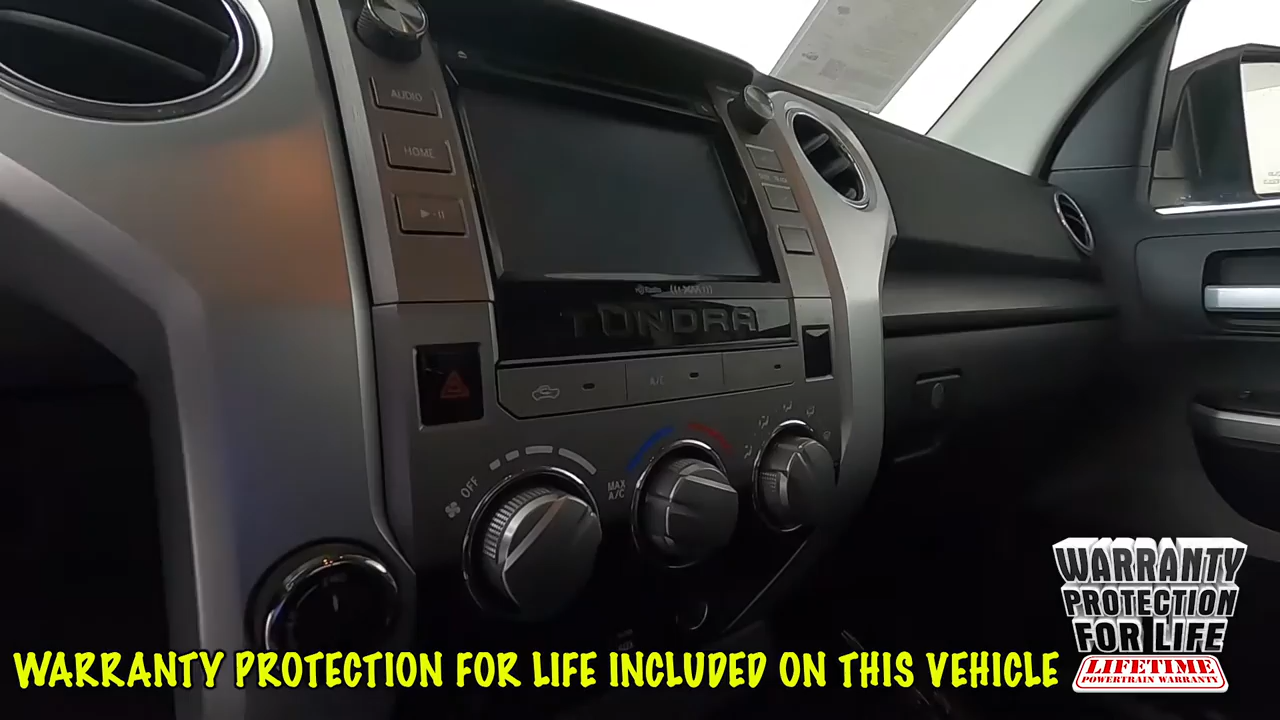 AUDIO
HOME
TUNDRA
A/C
OFF
MAX
A/C
WARRANTY
PROTECTION
FOR LIFE
LIFETIME
POWERTRAIN WARRANTY
WARRANTY PROTECTION FOR LIFE INCLUDED ON THIS VEHICLE